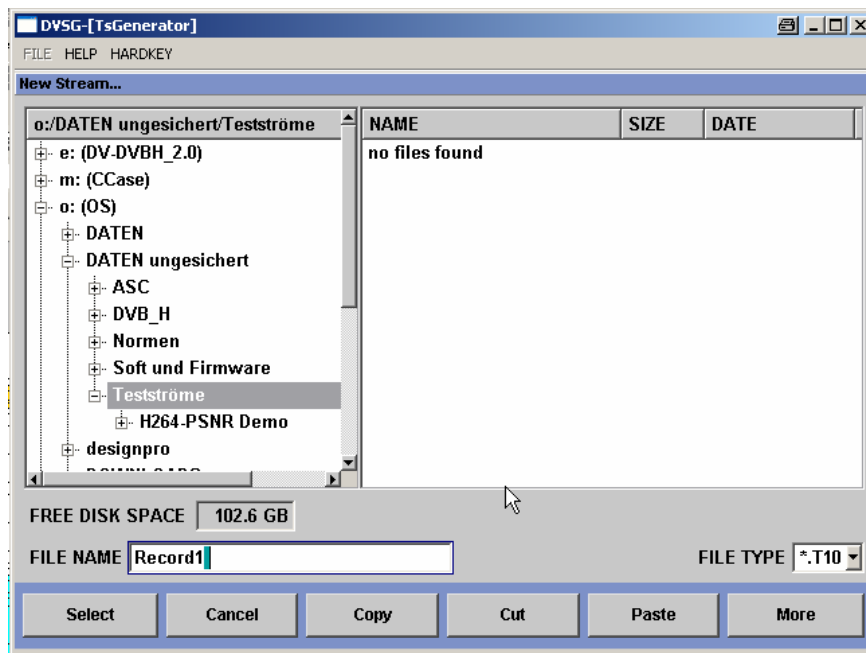 DVSG-[TsGenerator]
FILE HELP HARDKEY
New Stream...
o:/DATEN ungesichert/Testströme
NAME SIZE DATE
e: (DV-DVBH_2.0)
m: (CCase)
o: (OS)
DATEN
DATEN ungesichert
ASC
DVB_H
Normen
Soft und Firmware
Testströme
H264-PSNR Demo
designpro
no files found
FREE DISK SPACE 102.6 GB
FILE NAME Record1
FILE TYPE *.T10
Select Cancel Copy Cut Paste More